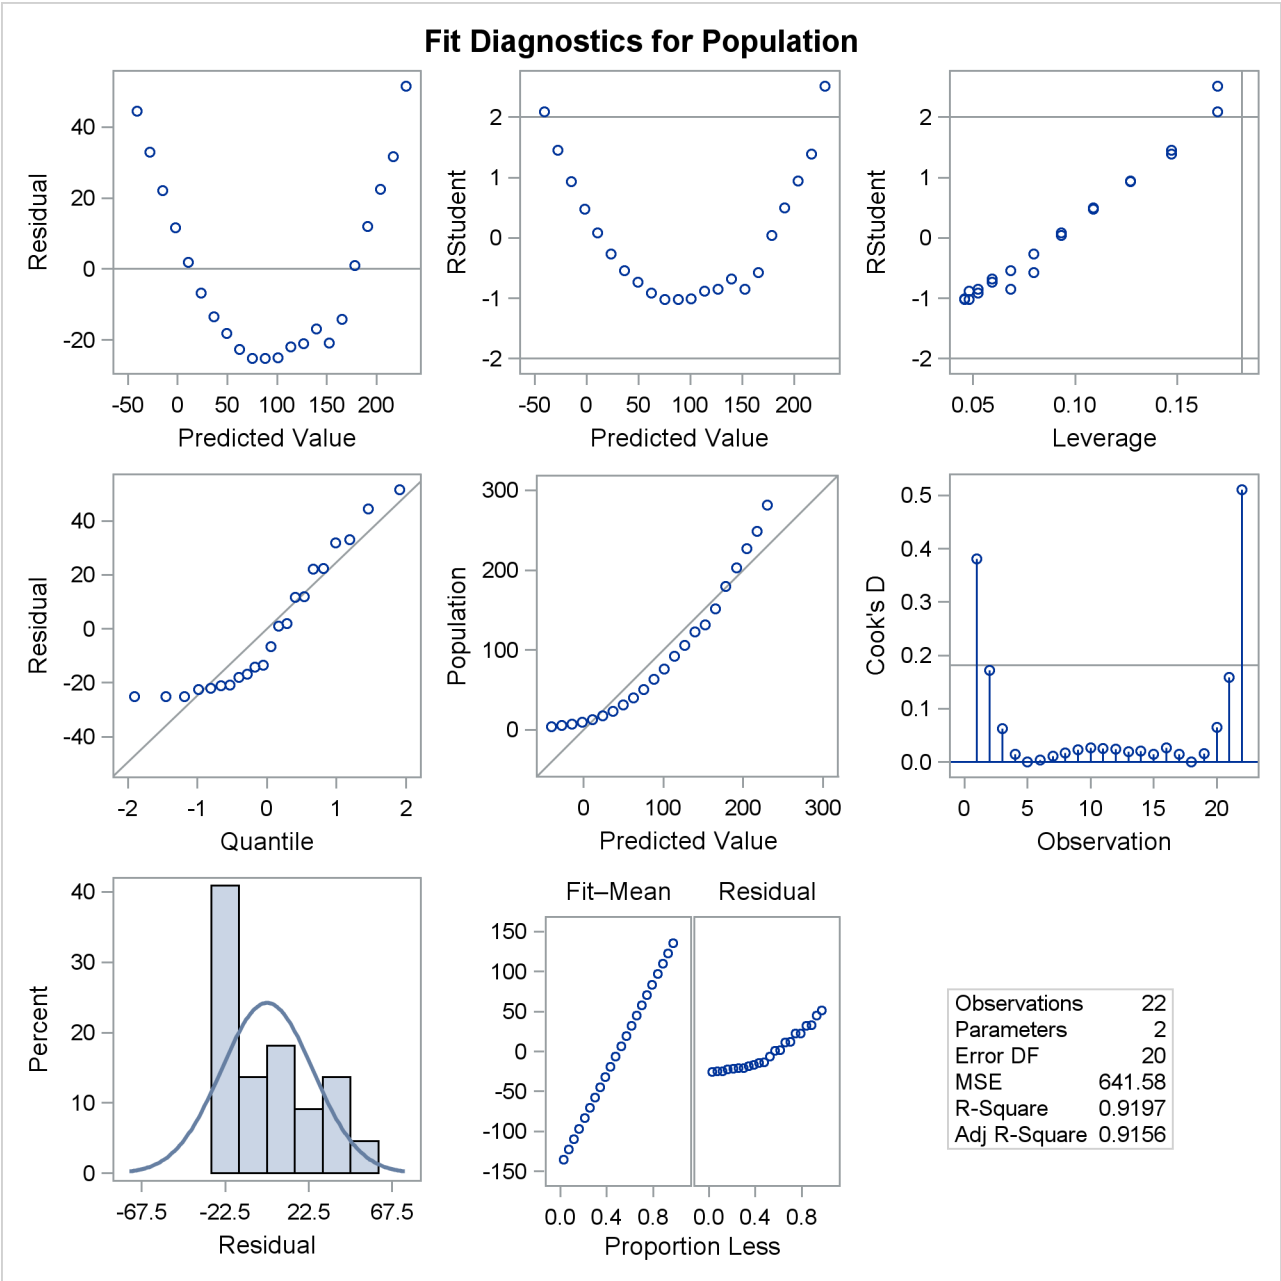 Fit Diagnostics for Population
Residual
40
20
0
-20
-50 0 50 100 150 200
Predicted Value
RStudent
2
1
0
-1
-2
-50 0 50 100 150 200
Predicted Value
RStudent
2
1
0
-1
-2
0.05 0.10 0.15
Leverage
Residual
40
20
0
-20
-40
-2 -1 0 1 2
Quantile
Population
300
200
100
0
0 100 200 300
Predicted Value
Cook's D
0.5
0.4
0.3
0.2
0.1
0.0
0 5 10 15 20
Observation
Percent
40
30
20
10
0
-67.5 -22.5 22.5 67.5
Residual
Fit–Mean Residual
150
100
50
0
-50
-100
-150
0.0 0.4 0.8 0.0 0.4 0.8
Proportion Less
Observations 22
Parameters 2
Error DF 20
MSE 641.58
R-Square 0.9197
Adj R-Square 0.9156